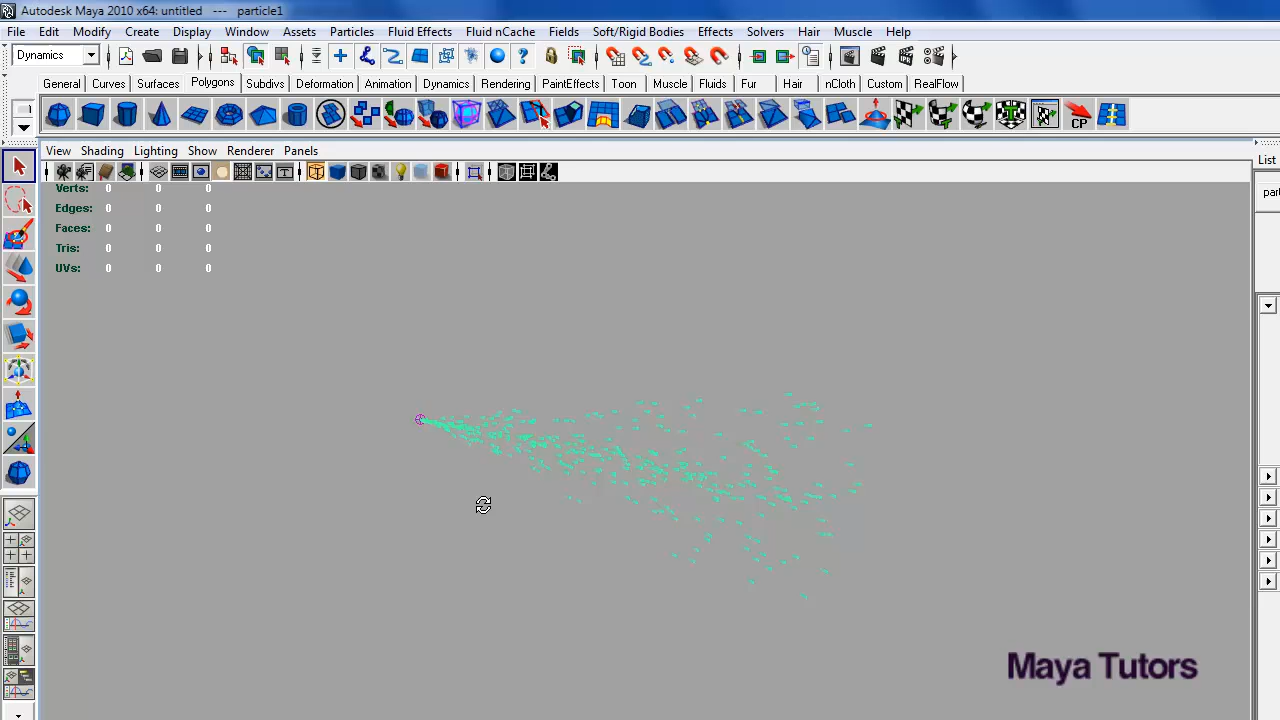 Autodesk Maya 2010 x64: untitled --- particle1
File Edit Modify Create Display Window Assets Particles Fluid Effects Fluid nCache Fields Soft/Rigid Bodies Effects Solvers Hair Muscle Help
Dynamics
General Curves Surfaces Polygons Subdivs Deformation Animation Dynamics Rendering PaintEffects Toon Muscle Fluids Fur Hair nCloth Custom RealFlow
CP
View Shading Lighting Show Renderer Panels
List
Verts: 0 0 0
Edges: 0 0 0
Faces: 0 0 0
Tris: 0 0 0
UVs: 0 0 0
Maya Tutors